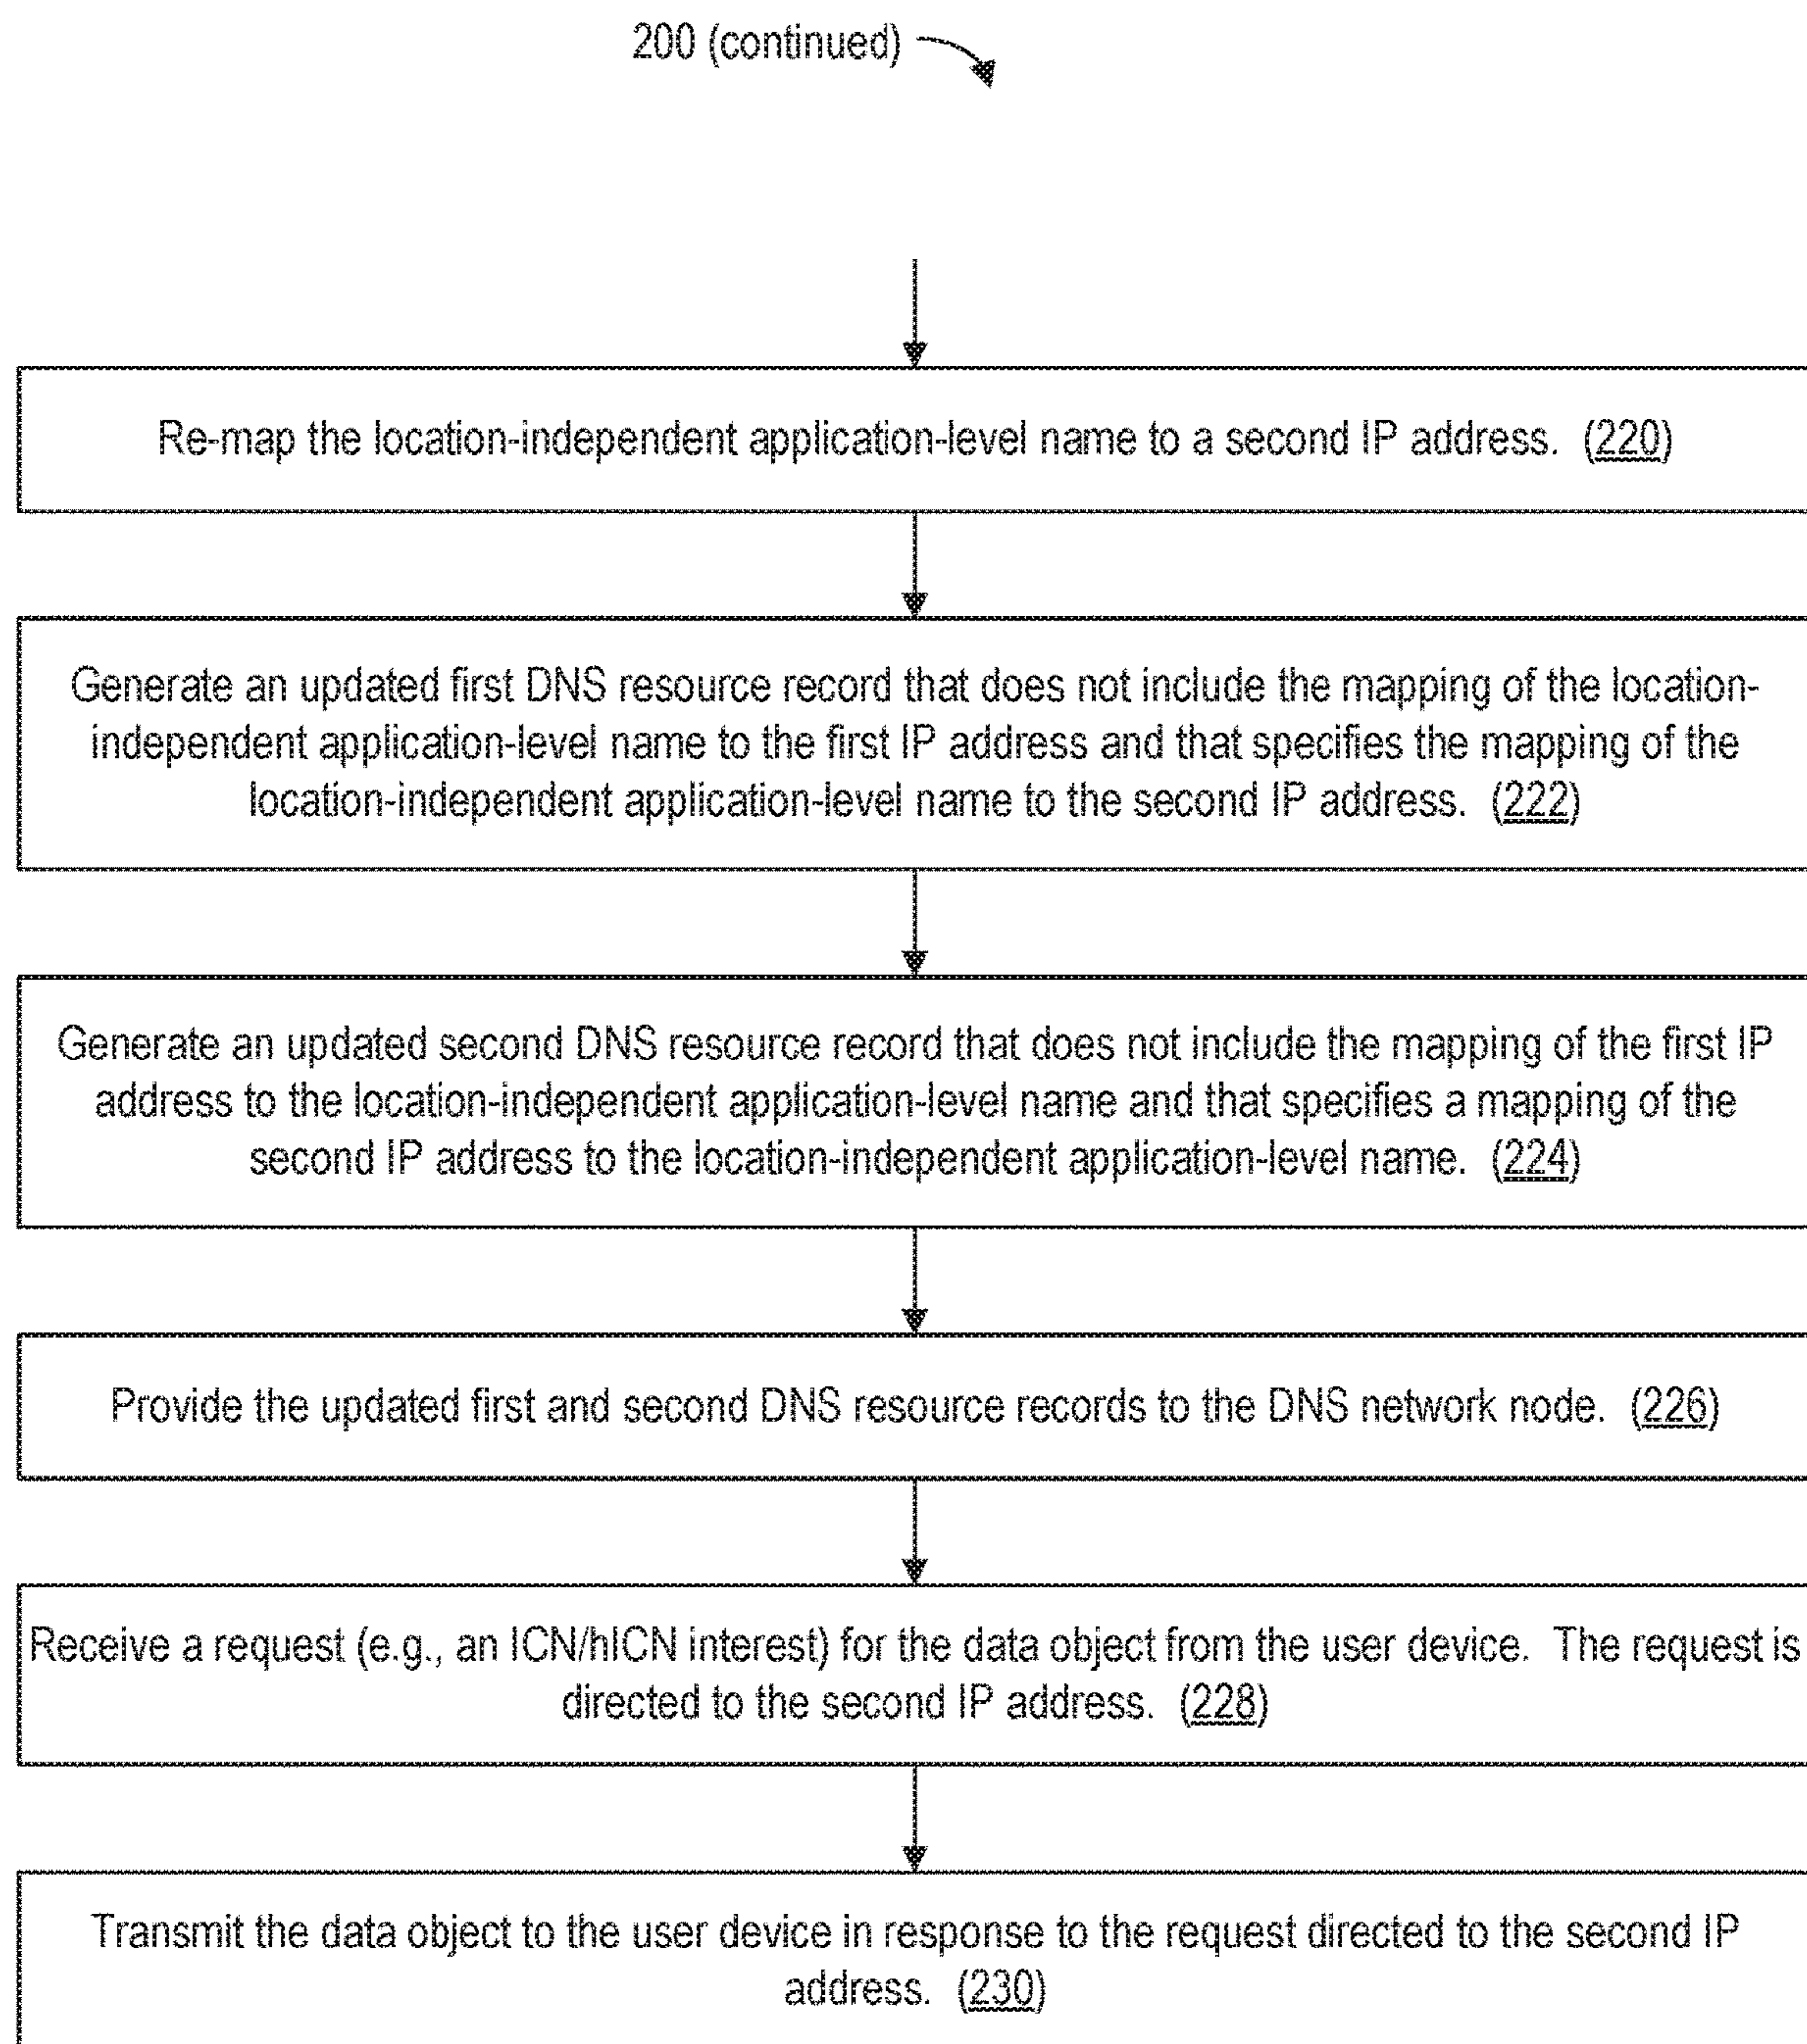 200 (continued)
Re-map the location-independent application-level name to a second IP address. (220)
Generate an updated first DNS resource record that does not include the mapping of the location-
independent application-level name to the first IP address and that specifies the mapping of the
location-independent application-level name to the second IP address. (222)
Generate an updated second DNS resource record that does not include the mapping of the first IP
address to the location-independent application-level name and that specifies a mapping of the
second IP address to the location-independent application-level name. (224)
Provide the updated first and second DNS resource records to the DNS network node. (226)
Receive a request (e.g., an ICN/hICN interest) for the data object from the user device. The request is
directed to the second IP address. (228)
Transmit the data object to the user device in response to the request directed to the second IP
address. (230)